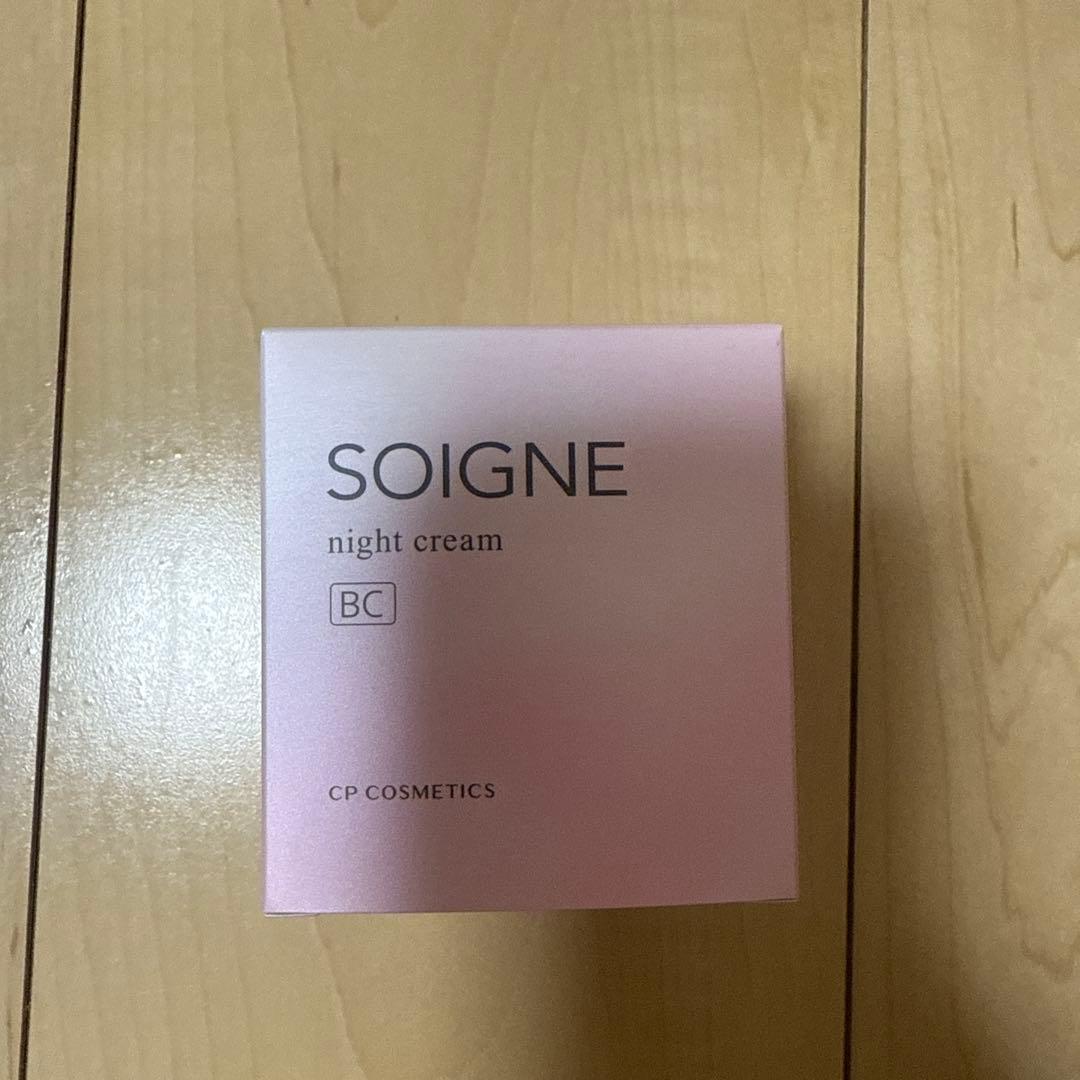 SOIGNE
night cream
BC
CP COSMETICS